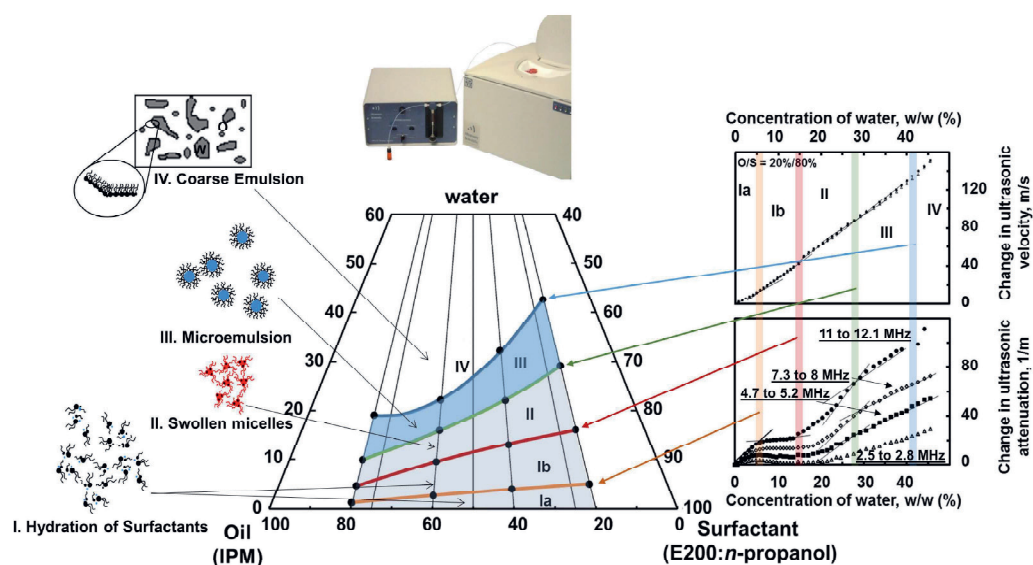 O
W
IV. Coarse Emulsion
III. Microemulsion
II. Swollen micelles
I. Hydration of Surfactants
water
60
50
40
30
20
10
0
40
50
60
70
80
90
100
IV
III
II
Ib
Ia
100
80
60
40
20
0
Oil
(IPM)
Surfactant
(E200:n-propanol)
Concentration of water, w/w (%)
0 10 20 30 40
O/S = 20%/80%
Ia
Ib
II
III
IV
120
80
40
0
Change in ultrasonic
velocity, m/s
11 to 12.1 MHz
7.3 to 8 MHz
4.7 to 5.2 MHz
2.5 to 2.8 MHz
80
40
0
Change in ultrasonic
attenuation, 1/m
0 10 20 30 40
Concentration of water, w/w (%)